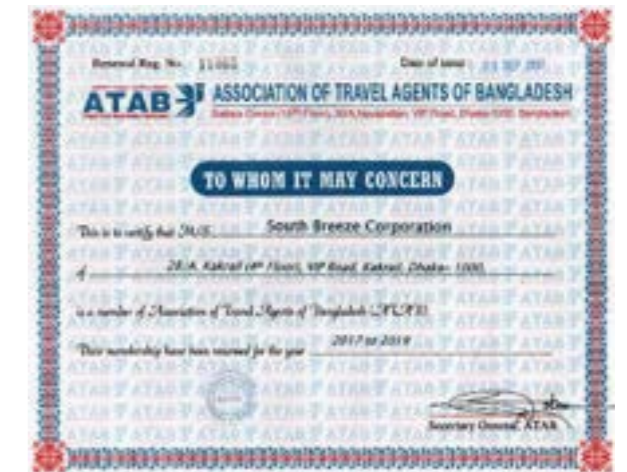 Renewal Reg. No. 11
Date of issue : SEP
ATAB ASSOCIATION OF TRAVEL AGENTS OF BANGLADESH
TO WHOM IT MAY CONCERN
This is to certify that M/S. South Breeze Corporation
of 28/A, Kakrail (4th Floor), VIP Road, Kakrail, Dhaka- 1000.
is a member of Association of Travel Agents of Bangladesh (ATAB).
Their membership have been renewed for the year 2017 to 2019
Secretary General, ATAB